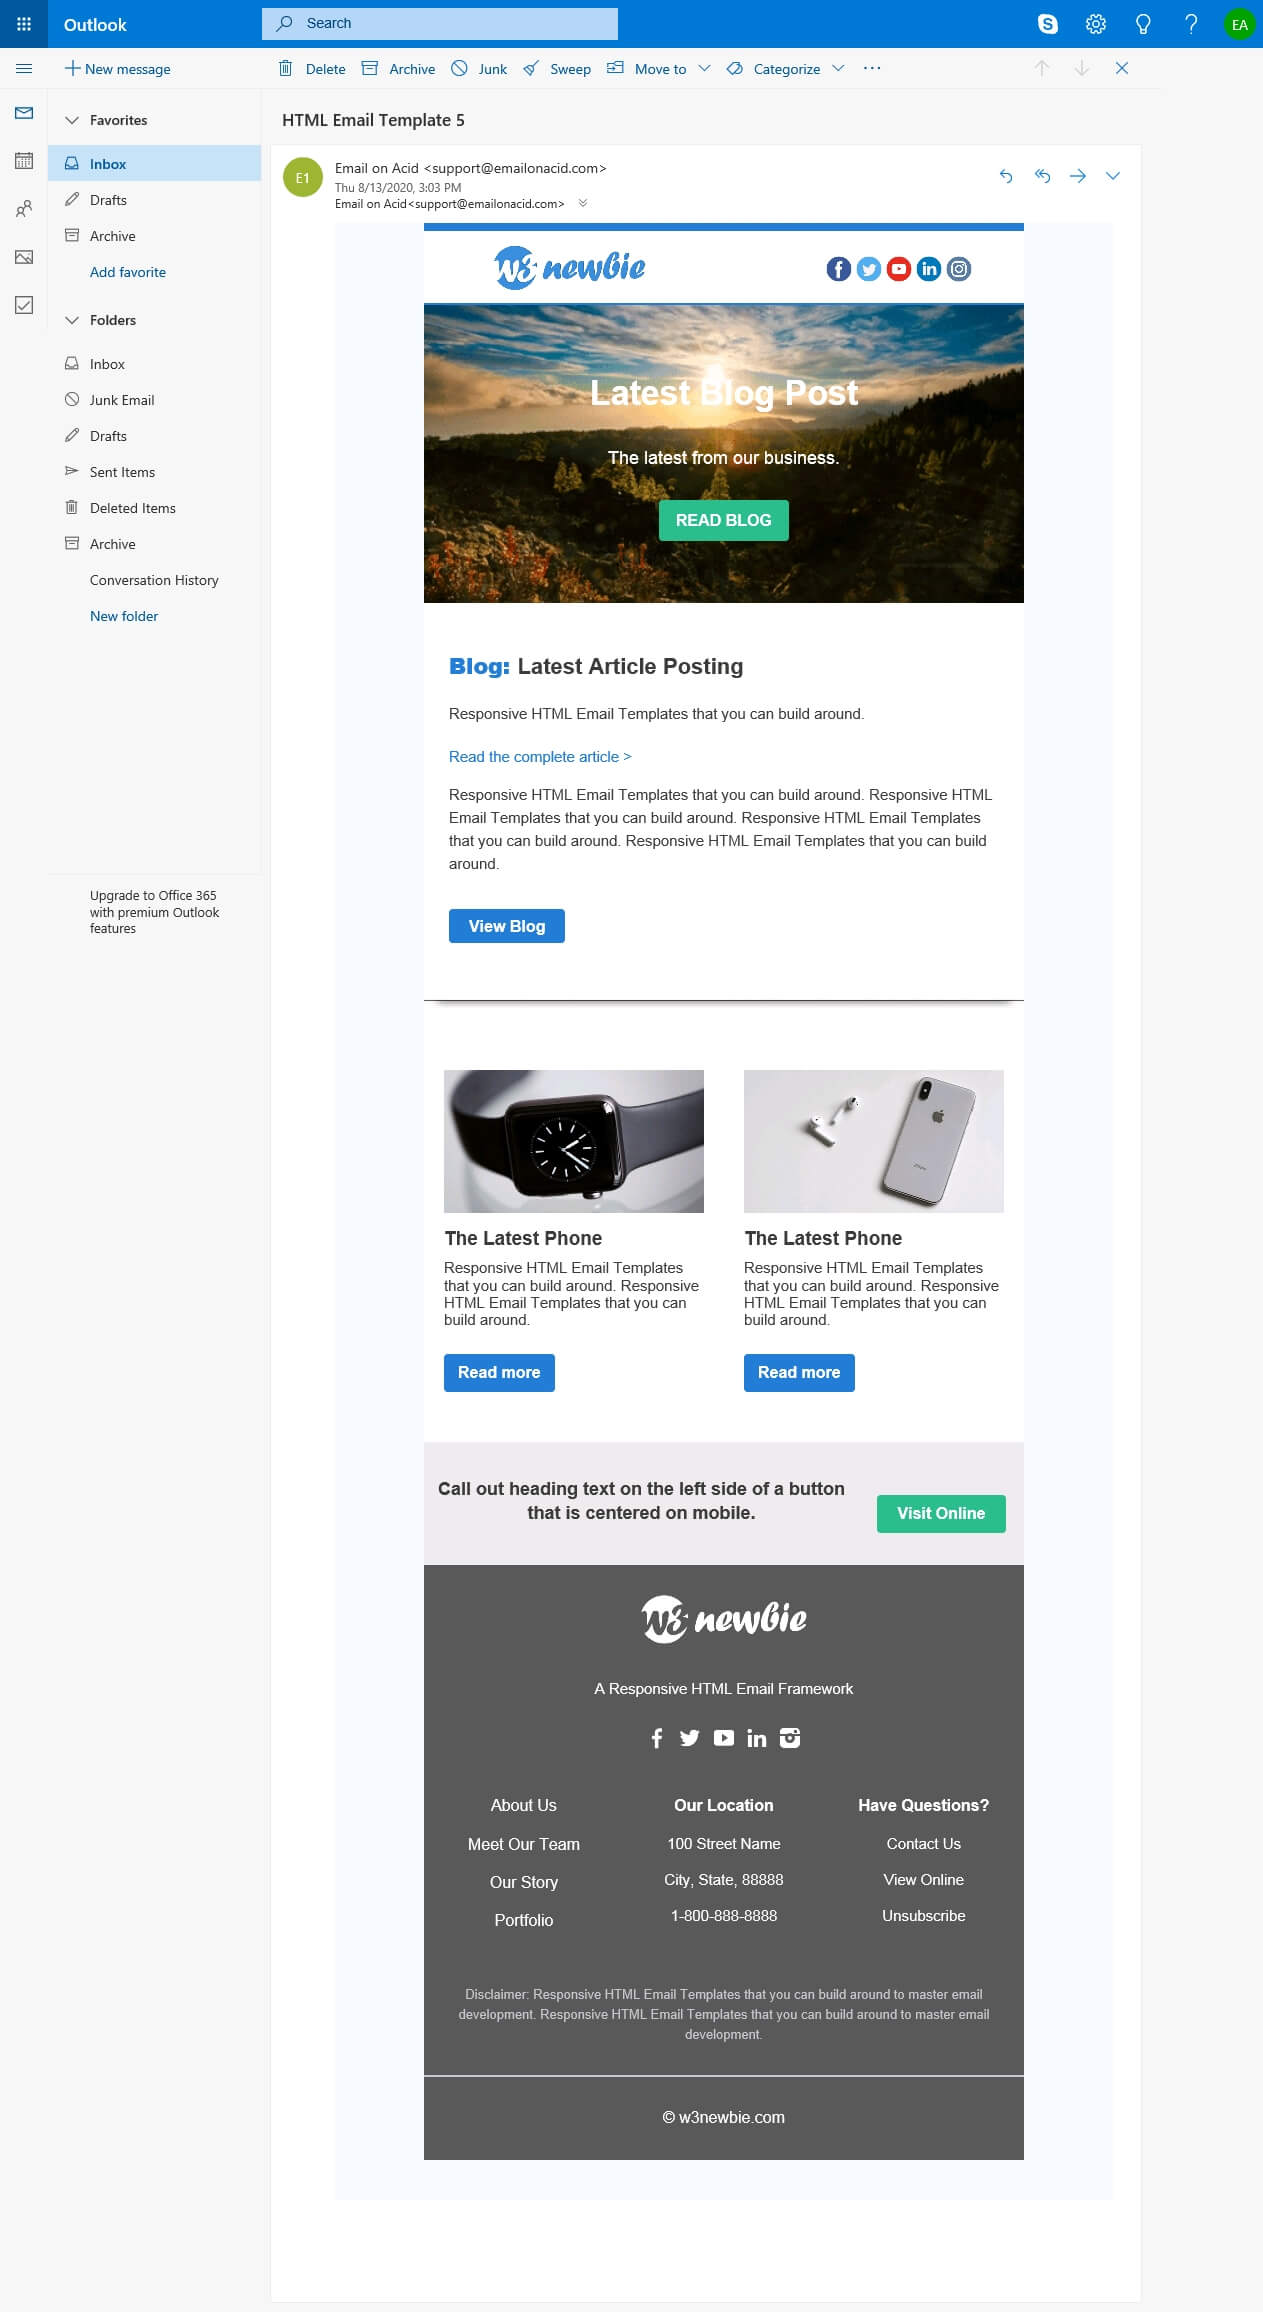 Outlook
Search
EA
New message
Delete
Archive
Junk
Sweep
Move to
Categorize
Favorites
Inbox
Drafts
Archive
Add favorite
Folders
Inbox
Junk Email
Drafts
Sent Items
Deleted Items
Archive
Conversation History
New folder
Upgrade to Office 365
with premium Outlook
features
HTML Email Template 5
E1
Email on Acid <support@emailonacid.com>
Thu 8/13/2020, 3:03 PM
Email on Acid<support@emailonacid.com>
w3 newbie
Latest Blog Post
The latest from our business.
READ BLOG
Blog: Latest Article Posting
Responsive HTML Email Templates that you can build around.
Read the complete article >
Responsive HTML Email Templates that you can build around. Responsive HTML
Email Templates that you can build around. Responsive HTML Email Templates
that you can build around. Responsive HTML Email Templates that you can build
around.
View Blog
The Latest Phone
Responsive HTML Email Templates
that you can build around. Responsive
HTML Email Templates that you can
build around.
Read more
The Latest Phone
Responsive HTML Email Templates
that you can build around. Responsive
HTML Email Templates that you can
build around.
Read more
Call out heading text on the left side of a button
that is centered on mobile.
Visit Online
w3 newbie
A Responsive HTML Email Framework
About Us
Meet Our Team
Our Story
Portfolio
Our Location
100 Street Name
City, State, 88888
1-800-888-8888
Have Questions?
Contact Us
View Online
Unsubscribe
Disclaimer: Responsive HTML Email Templates that you can build around to master email
development. Responsive HTML Email Templates that you can build around to master email
development.
© w3newbie.com